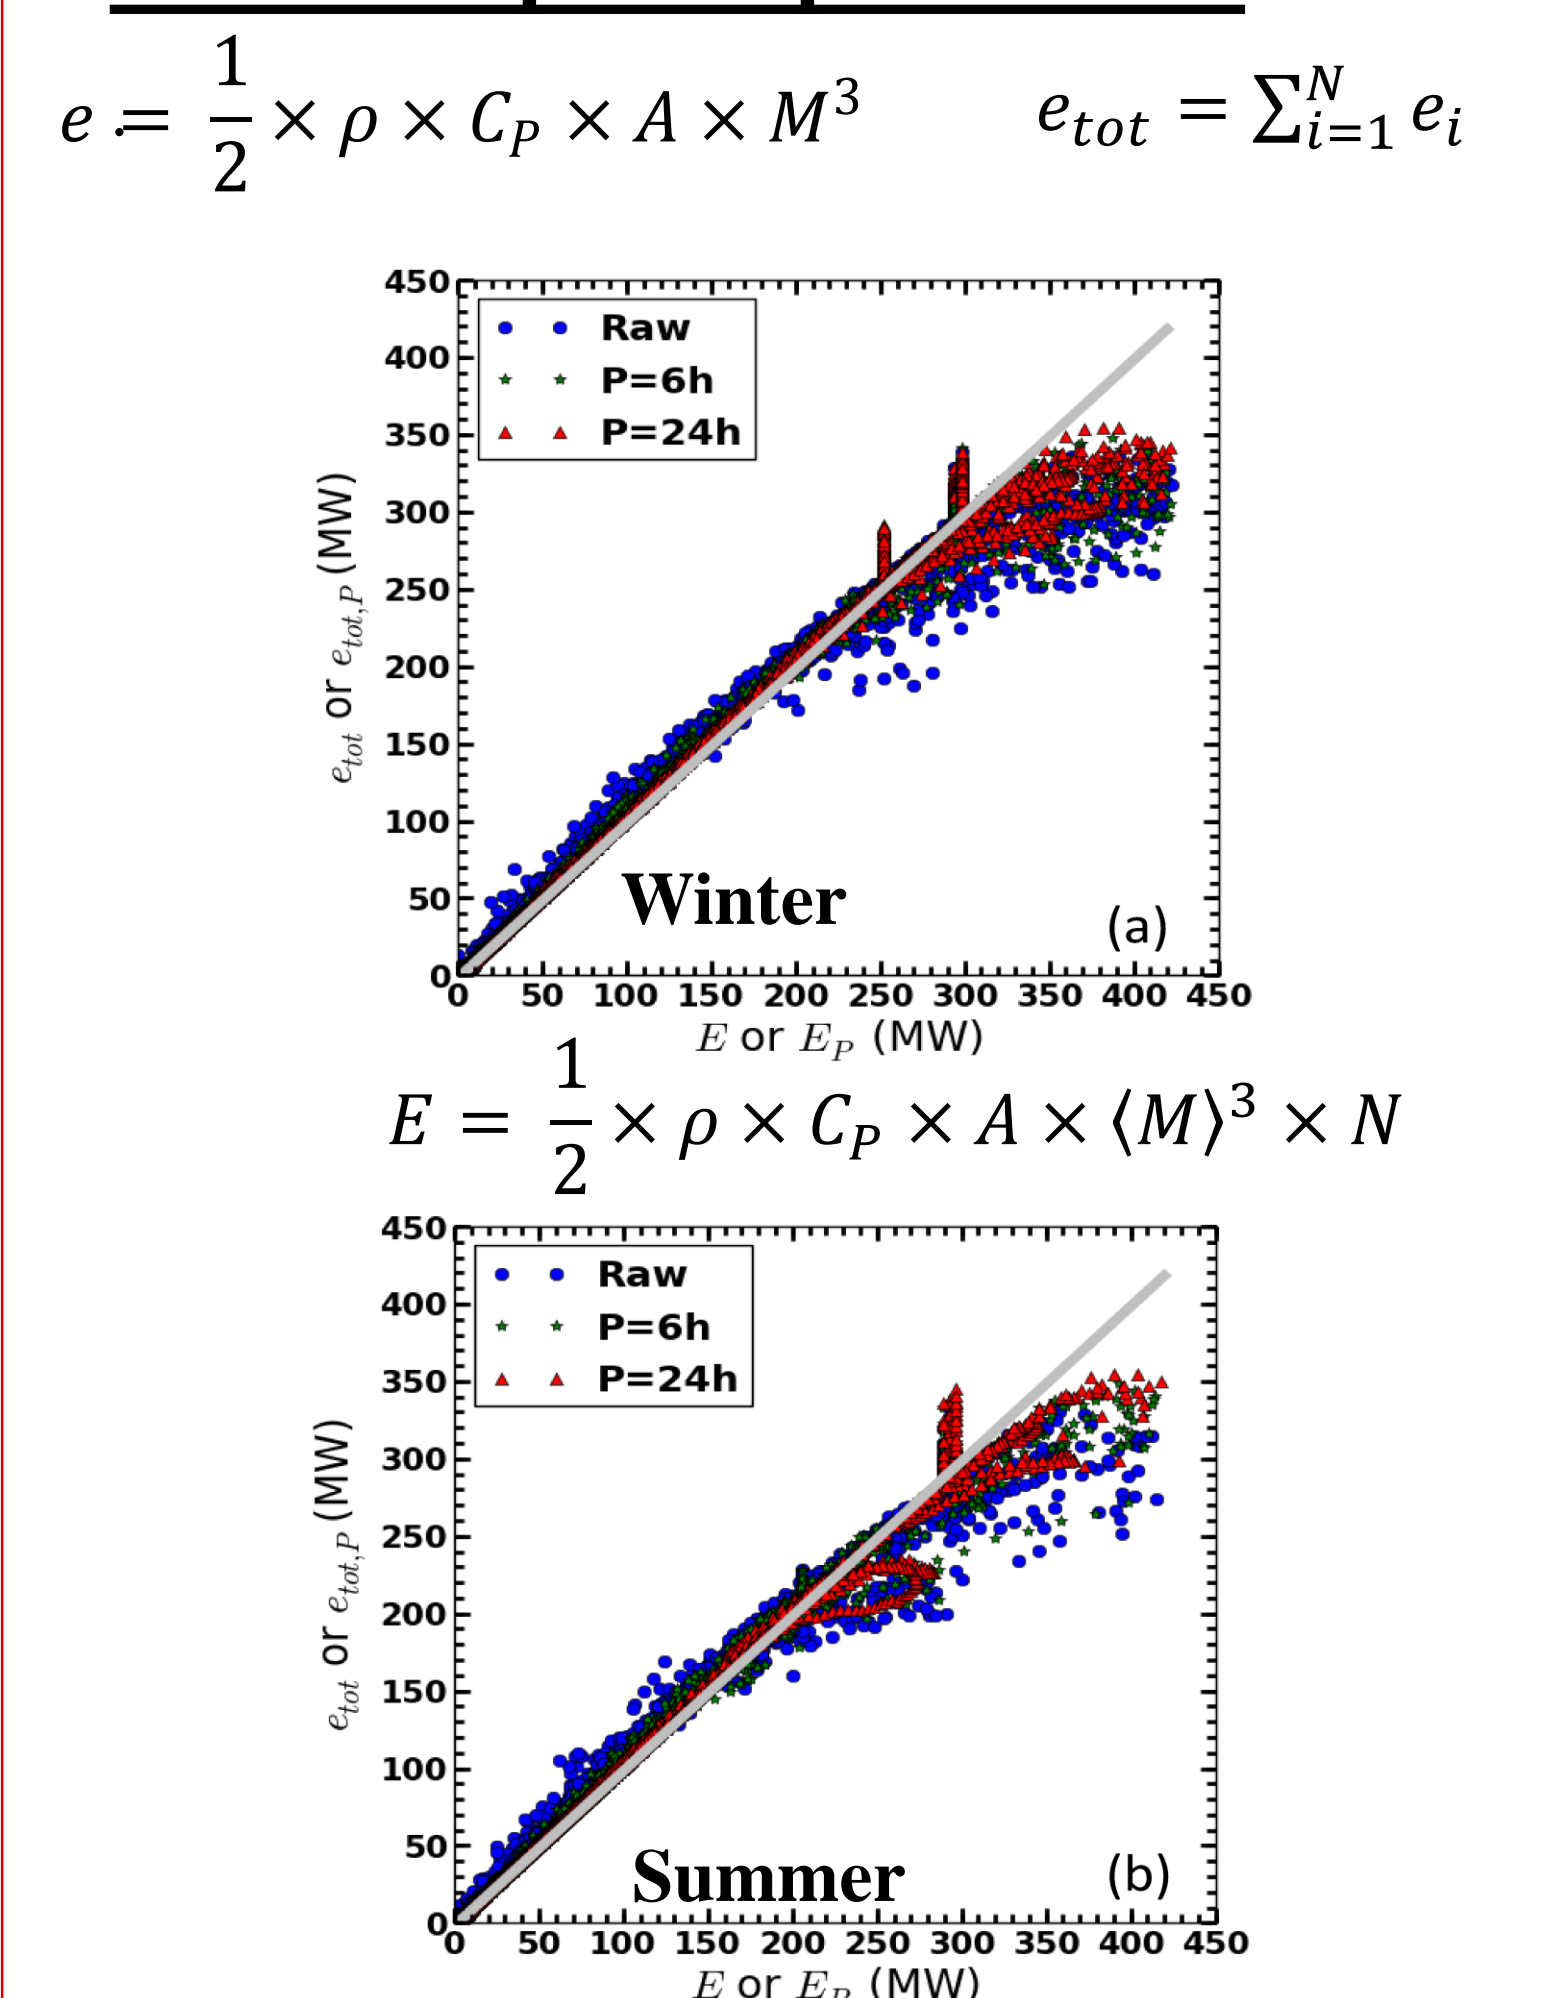 e := 1/2 × ρ × C_P × A × M^3    e_tot = ∑_{i=1}^{N} e_i
450
400
350
300
250
200
150
100
50
0
Raw
P=6h
P=24h
e_tot or e_tot,P (MW)
Winter
(a)
0 50 100 150 200 250 300 350 400 450
E or E_P (MW)
E = 1/2 × ρ × C_P × A × ⟨M⟩^3 × N
450
400
350
300
250
200
150
100
50
0
Raw
P=6h
P=24h
e_tot or e_tot,P (MW)
Summer
(b)
0 50 100 150 200 250 300 350 400 450
E or E_P (MW)